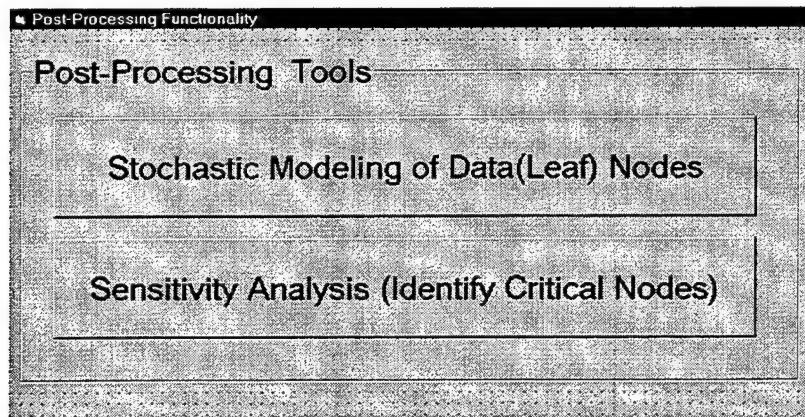 Post-Processing Functionality
Post-Processing Tools
Stochastic Modeling of Data(Leaf) Nodes
Sensitivity Analysis (Identify Critical Nodes)